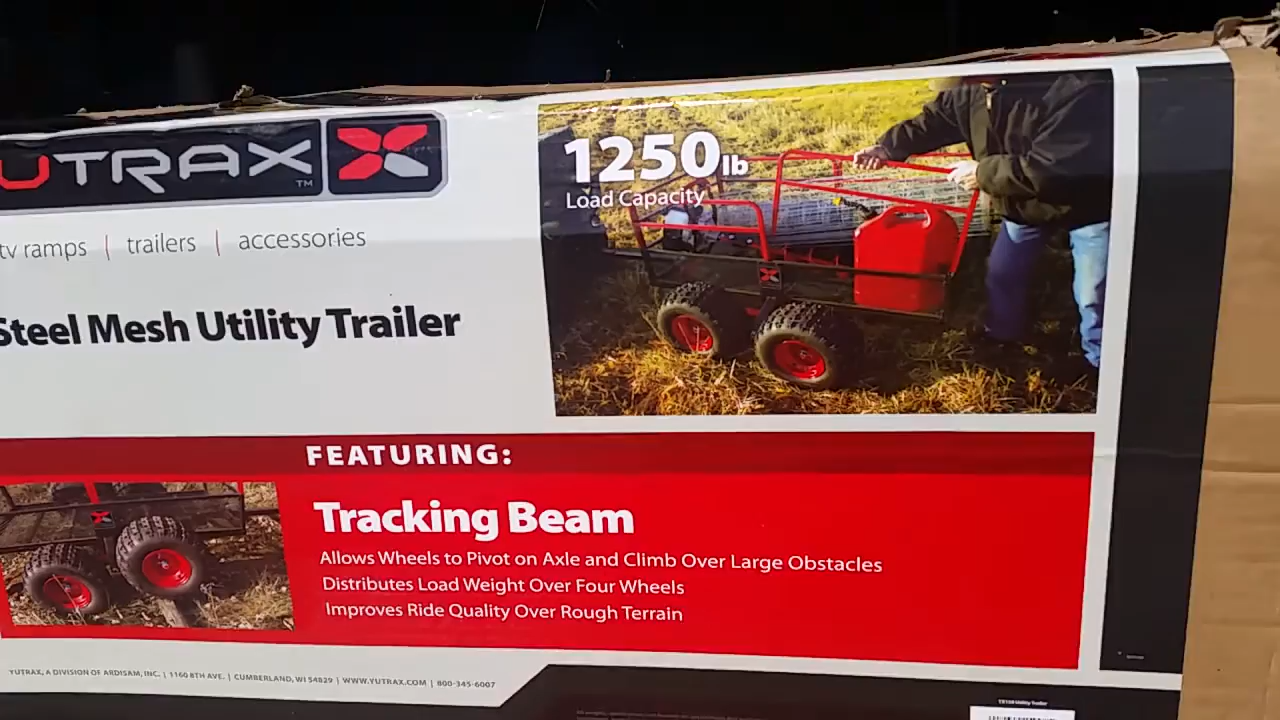 UTRAX™
tv ramps | trailers | accessories
Steel Mesh Utility Trailer
1250lb
Load Capacity
FEATURING:
Tracking Beam
Allows Wheels to Pivot on Axle and Climb Over Large Obstacles
Distributes Load Weight Over Four Wheels
Improves Ride Quality Over Rough Terrain
YUTRAX, A DIVISION OF ARDISAM, INC. | 1160 8TH AVE. | CUMBERLAND, WI 54829 | WWW.YUTRAX.COM | 800-345-6007